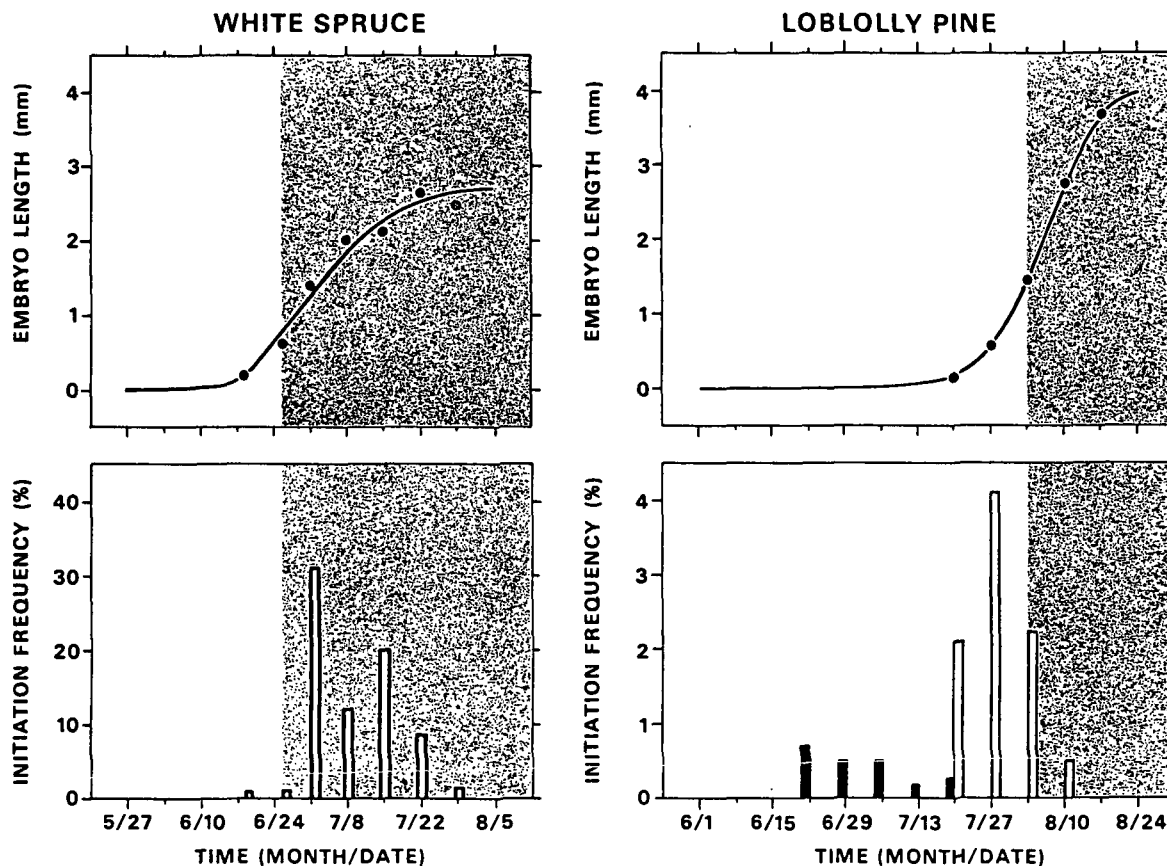 WHITE SPRUCE
EMBRYO LENGTH (mm)
4
3
2
1
0
INITIATION FREQUENCY (%)
40
30
20
10
0
5/27 6/10 6/24 7/8 7/22 8/5
TIME (MONTH/DATE)
LOBLOLLY PINE
EMBRYO LENGTH (mm)
4
3
2
1
0
INITIATION FREQUENCY (%)
4
3
2
1
0
6/1 6/15 6/29 7/13 7/27 8/10 8/24
TIME (MONTH/DATE)